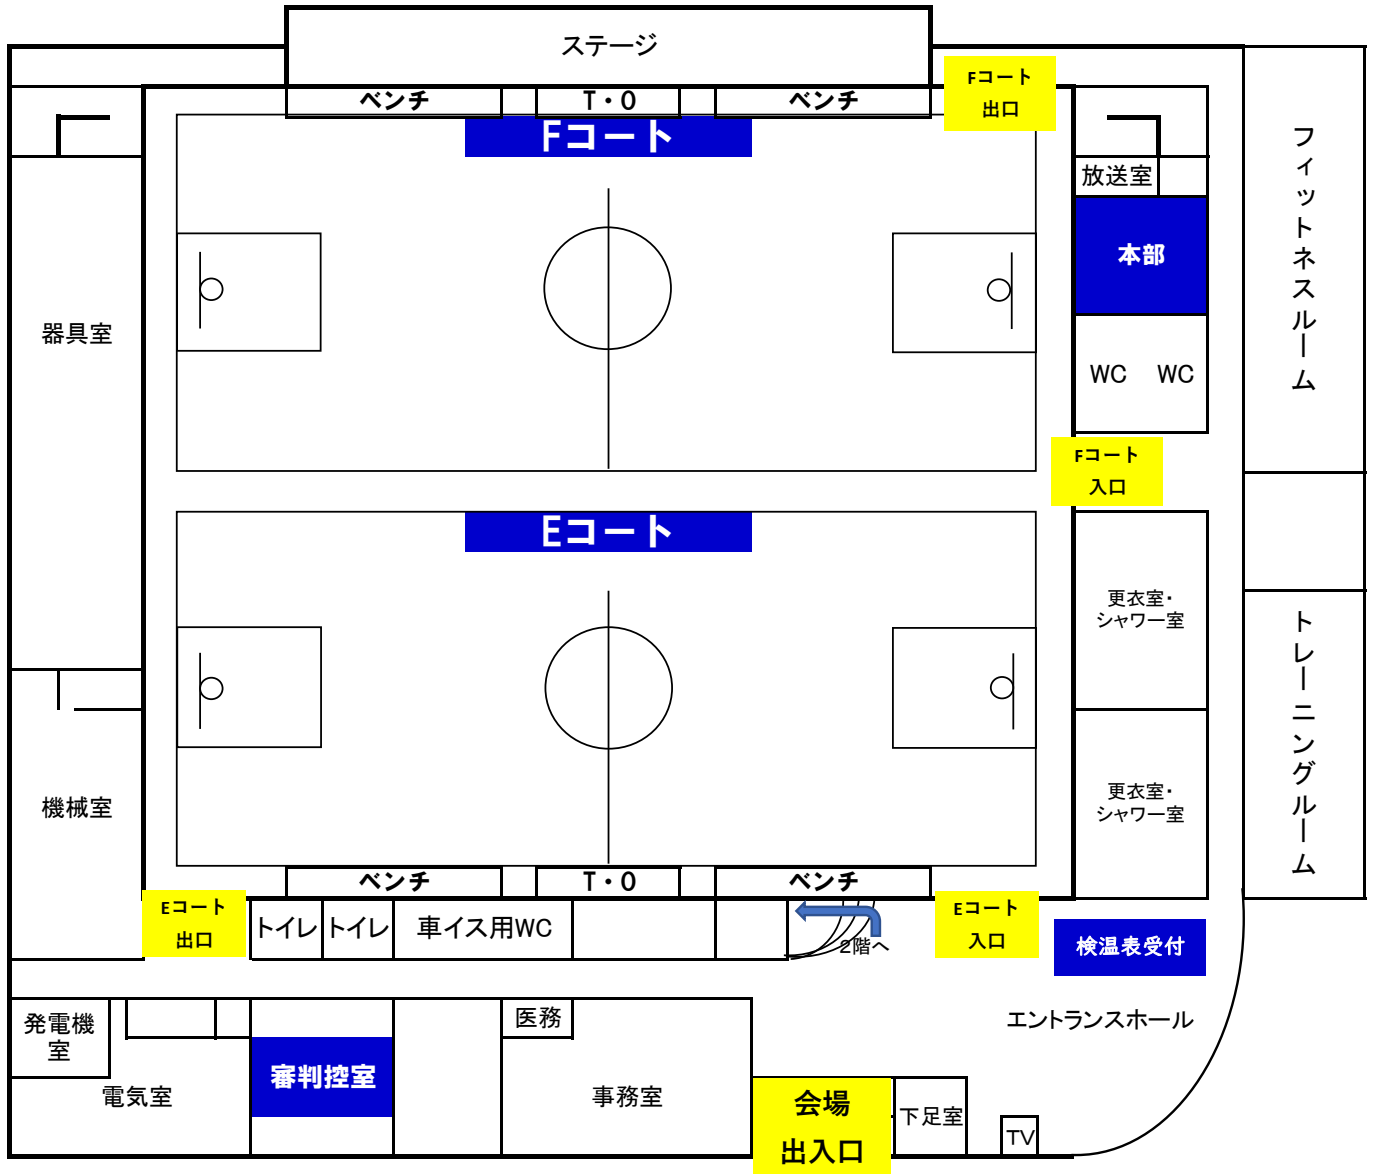 ステージ
Fコート
出口
ベンチ
T・O
ベンチ
Fコート
放送室
本部
フィットネスルーム
器具室
WC
WC
Fコート
入口
Eコート
更衣室・
シャワー室
トレーニングルーム
機械室
更衣室・
シャワー室
ベンチ
T・O
ベンチ
Eコート
出口
トイレ
トイレ
車イス用WC
2階へ
Eコート
入口
検温表受付
発電機
室
医務
エントランスホール
電気室
審判控室
事務室
会場
出入口
下足室
TV